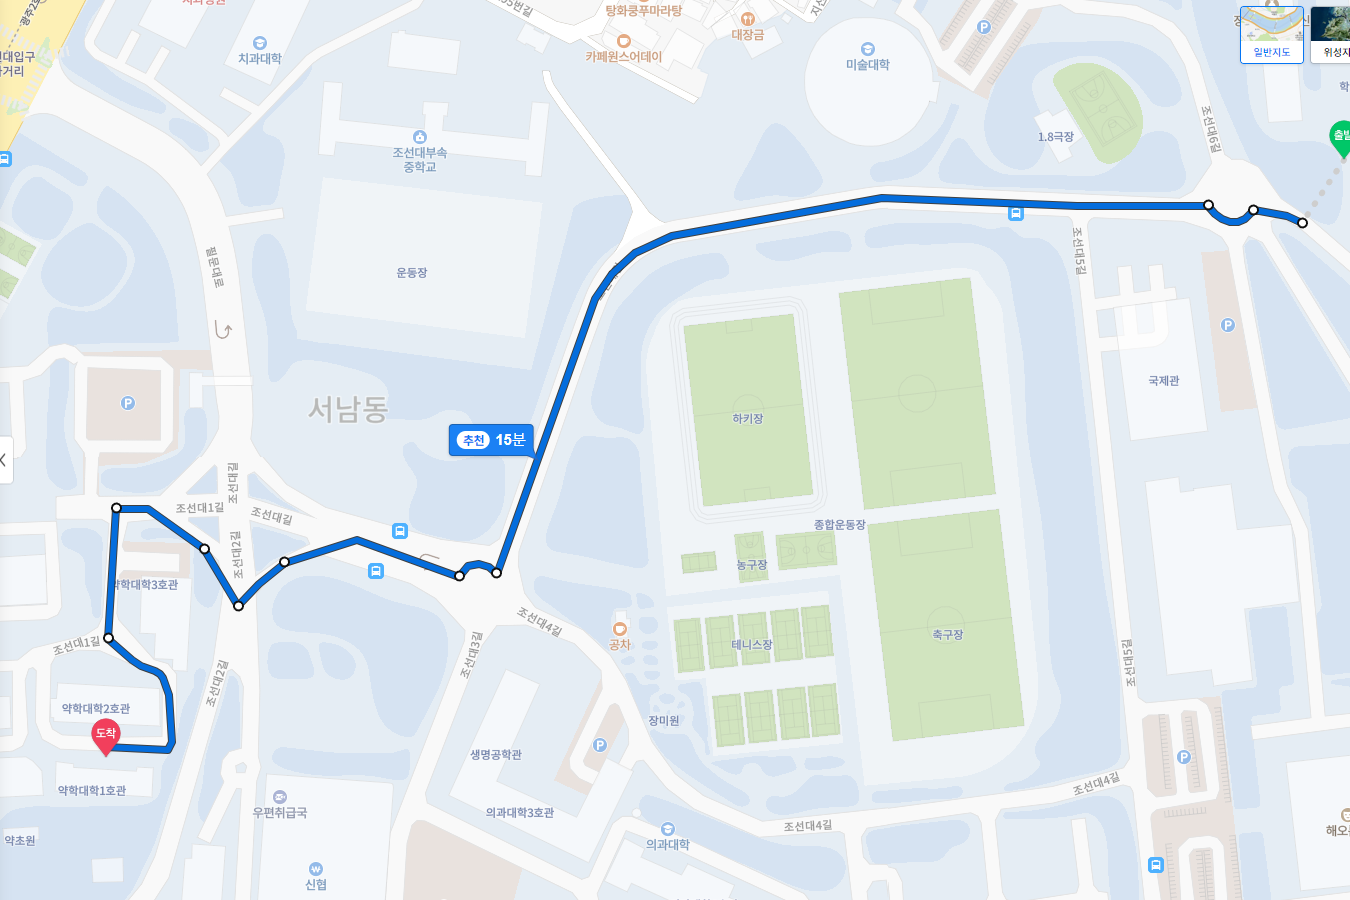 탕화쿵푸마라탕
치과대학
카페원스어데이
대장금
미술대학
일반지도
조선대6길
출발
1.8극장
조선대부속
중학교
운동장
필문대로
조선대5길
국제관
서남동
추천 15분
하키장
조선대길
조선대1길
조선대길
종합운동장
조선대2길
농구장
약학대학3호관
조선대4길
공차
테니스장
축구장
조선대1길
조선대3길
조선대5길
조선대2길
약학대학2호관
장미원
도착
생명공학관
약학대학1호관
조선대4길
우편취급국
의과대학3호관
조선대4길
약초원
의과대학
신협